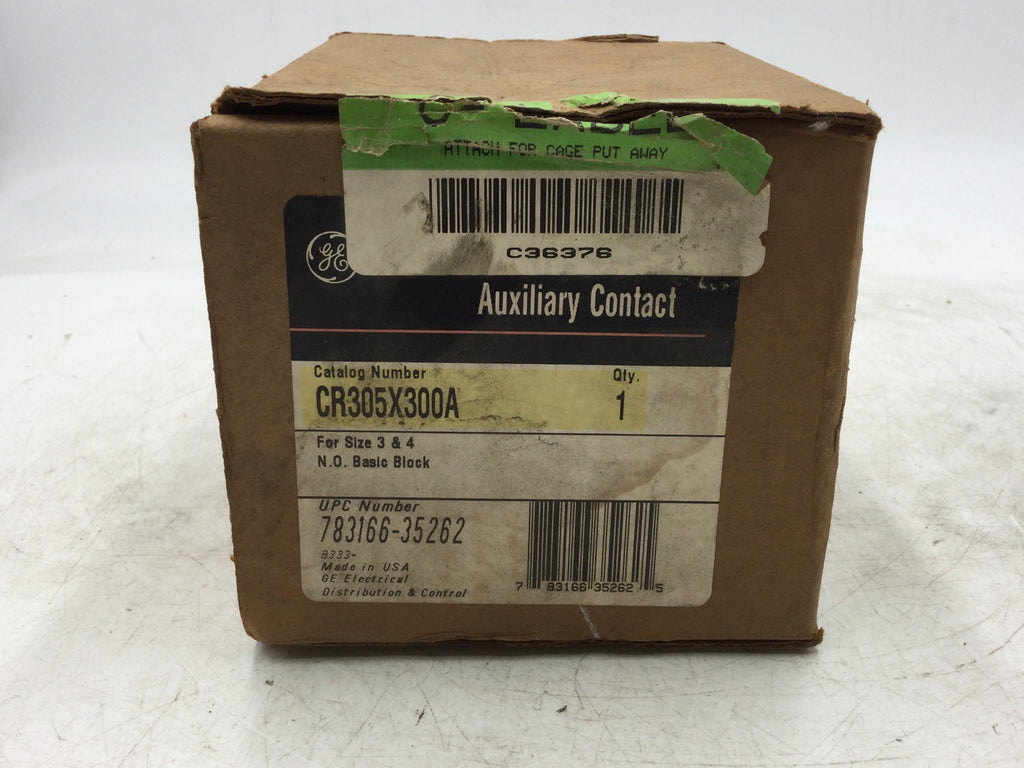 LABEL
ATTACH FOR CAGE PUT AWAY
C36376
GE
Auxiliary Contact
Catalog Number Qty.
CR305X300A 1
For Size 3 & 4
N.O. Basic Block
UPC Number
783166-35262
8333-
Made in USA
GE Electrical
Distribution & Control
7 83166 35262 5